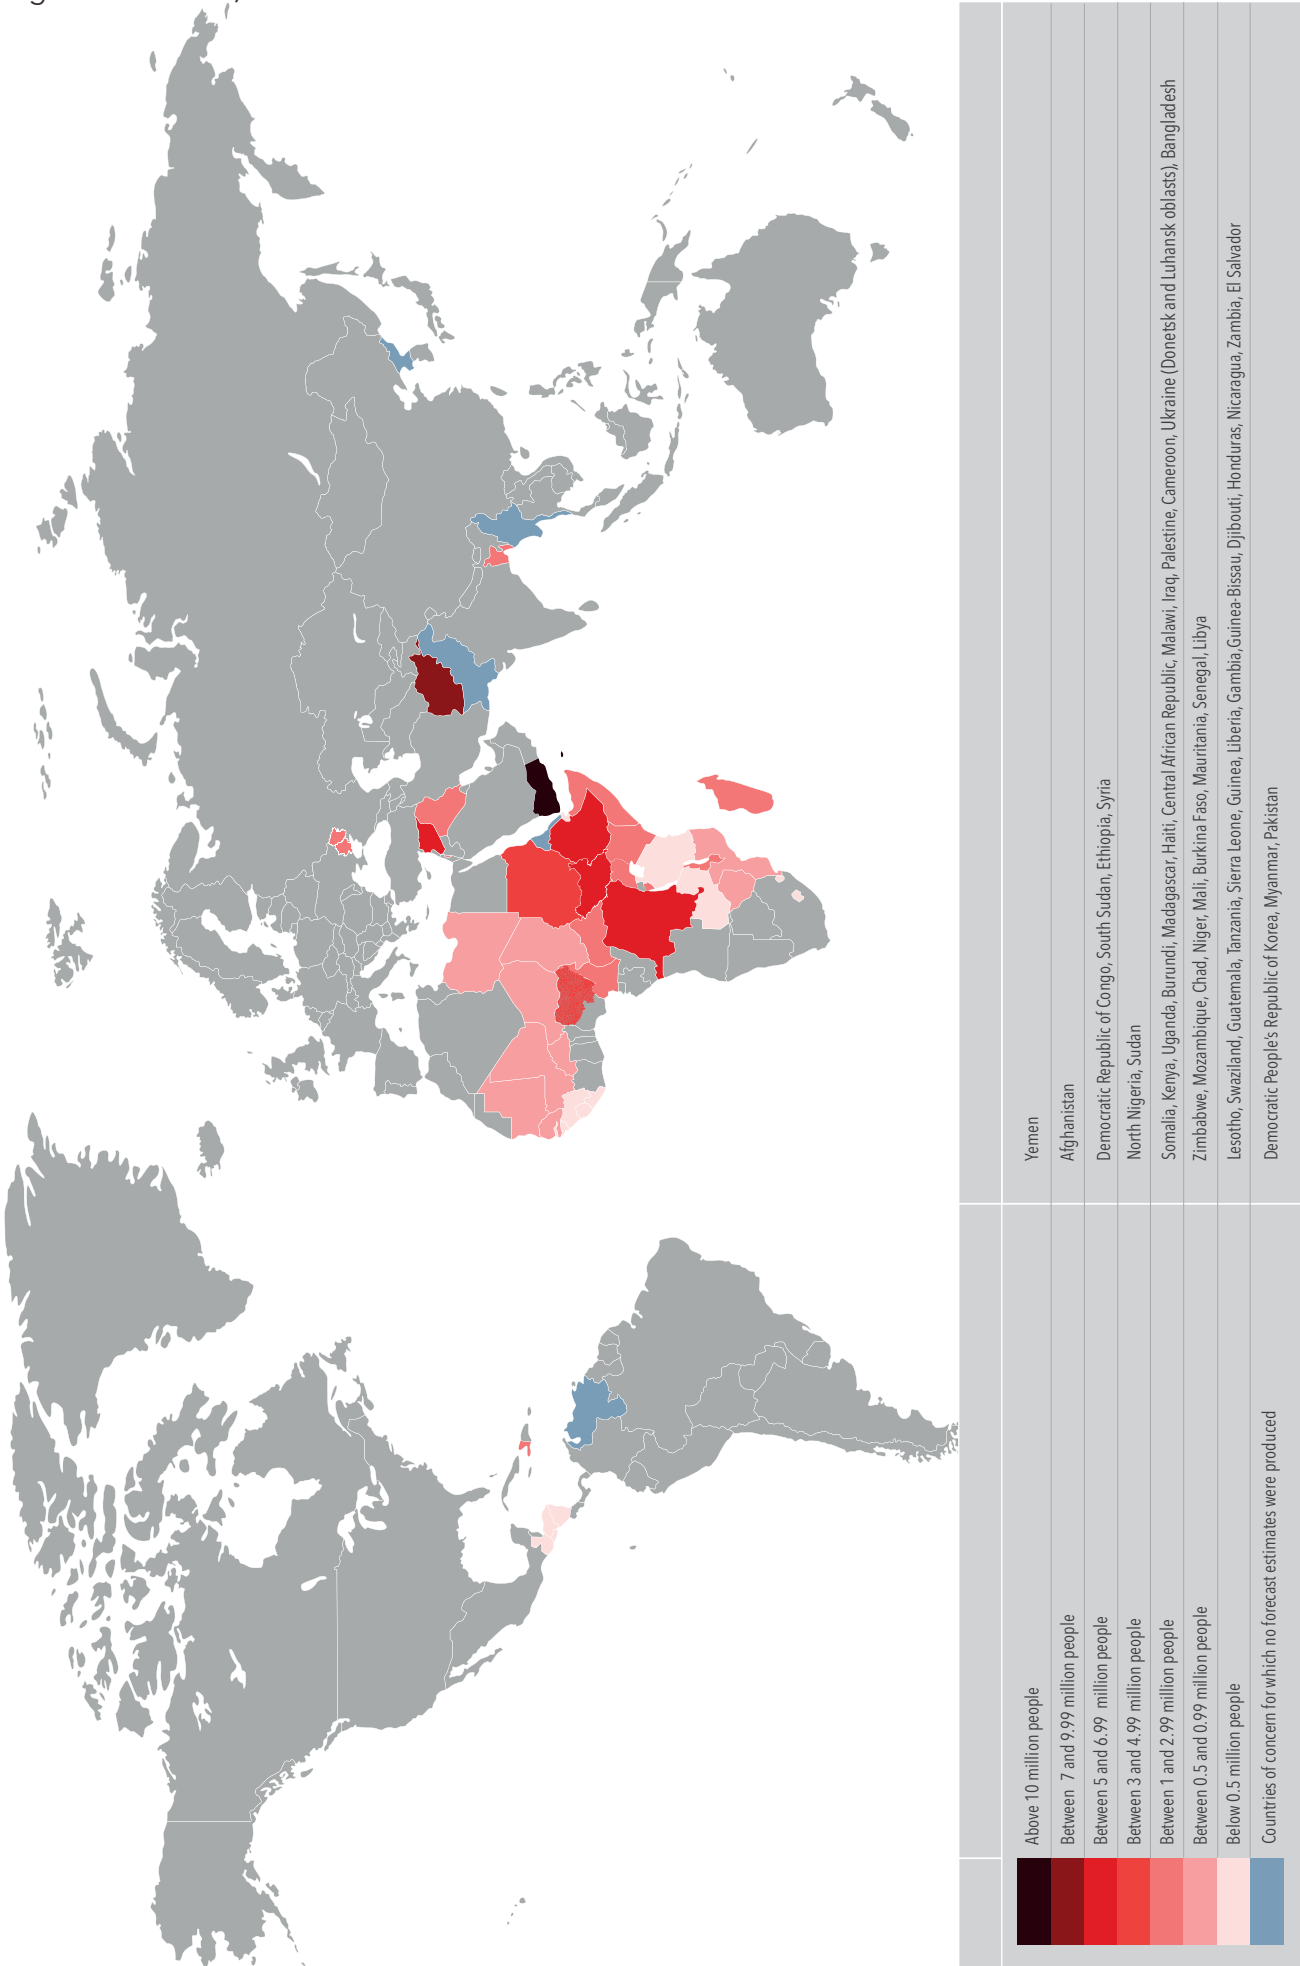 Above 10 million people
Yemen
Between 7 and 9.99 million people
Afghanistan
Between 5 and 6.99 million people
Democratic Republic of Congo, South Sudan, Ethiopia, Syria
Between 3 and 4.99 million people
North Nigeria, Sudan
Between 1 and 2.99 million people
Somalia, Kenya, Uganda, Burundi, Madagascar, Haiti, Central African Republic, Malawi, Iraq, Palestine, Cameroon, Ukraine (Donetsk and Luhansk oblasts), Bangladesh
Between 0.5 and 0.99 million people
Zimbabwe, Mozambique, Chad, Niger, Mali, Burkina Faso, Mauritania, Senegal, Libya
Below 0.5 million people
Lesotho, Swaziland, Guatemala, Tanzania, Sierra Leone, Guinea, Liberia, Gambia,Guinea-Bissau, Djibouti, Honduras, Nicaragua, Zambia, El Salvador
Countries of concern for which no forecast estimates were produced
Democratic People's Republic of Korea, Myanmar, Pakistan